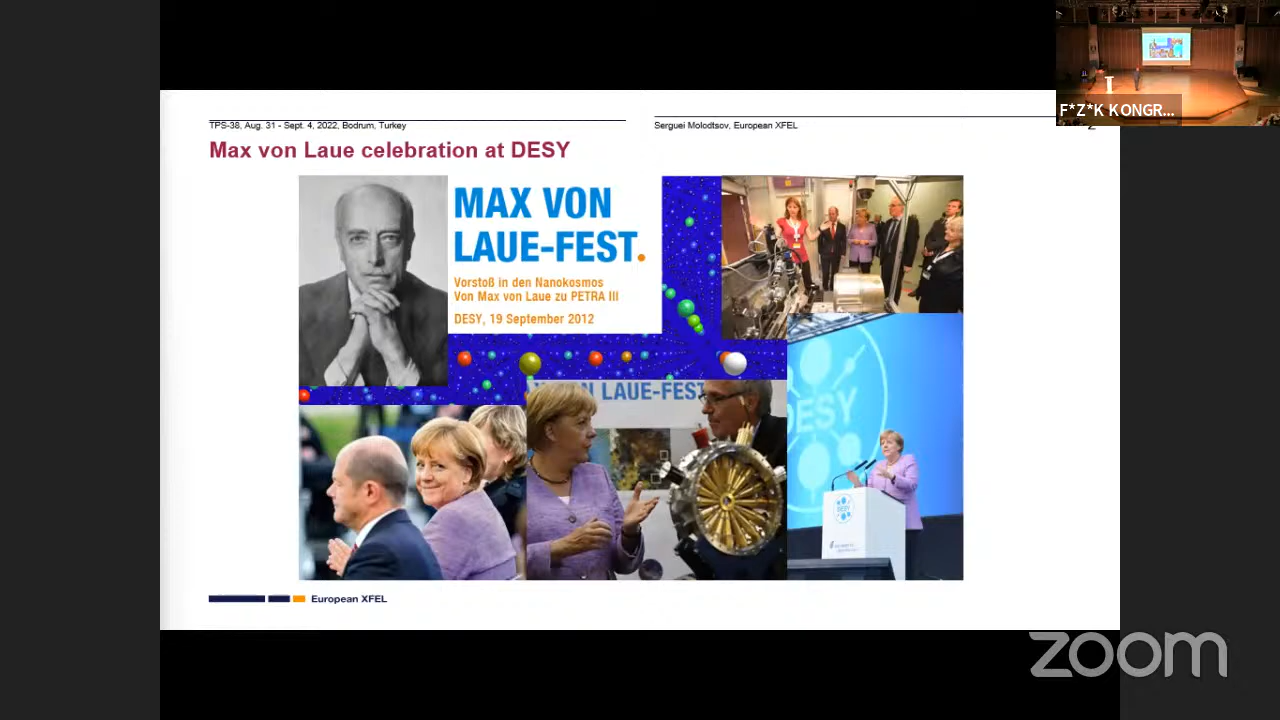 TPS-38, Aug. 31 - Sept. 4, 2022, Bodrum, Turkey
Serguei Molodtsov, European XFEL
2
Max von Laue celebration at DESY
MAX VON
LAUE-FEST.
Vorstoß in den Nanokosmos
Von Max von Laue zu PETRA III
DESY, 19 September 2012
LAUE-FEST
DESY
DESY
European XFEL
F*Z*K KONGR...
zoom